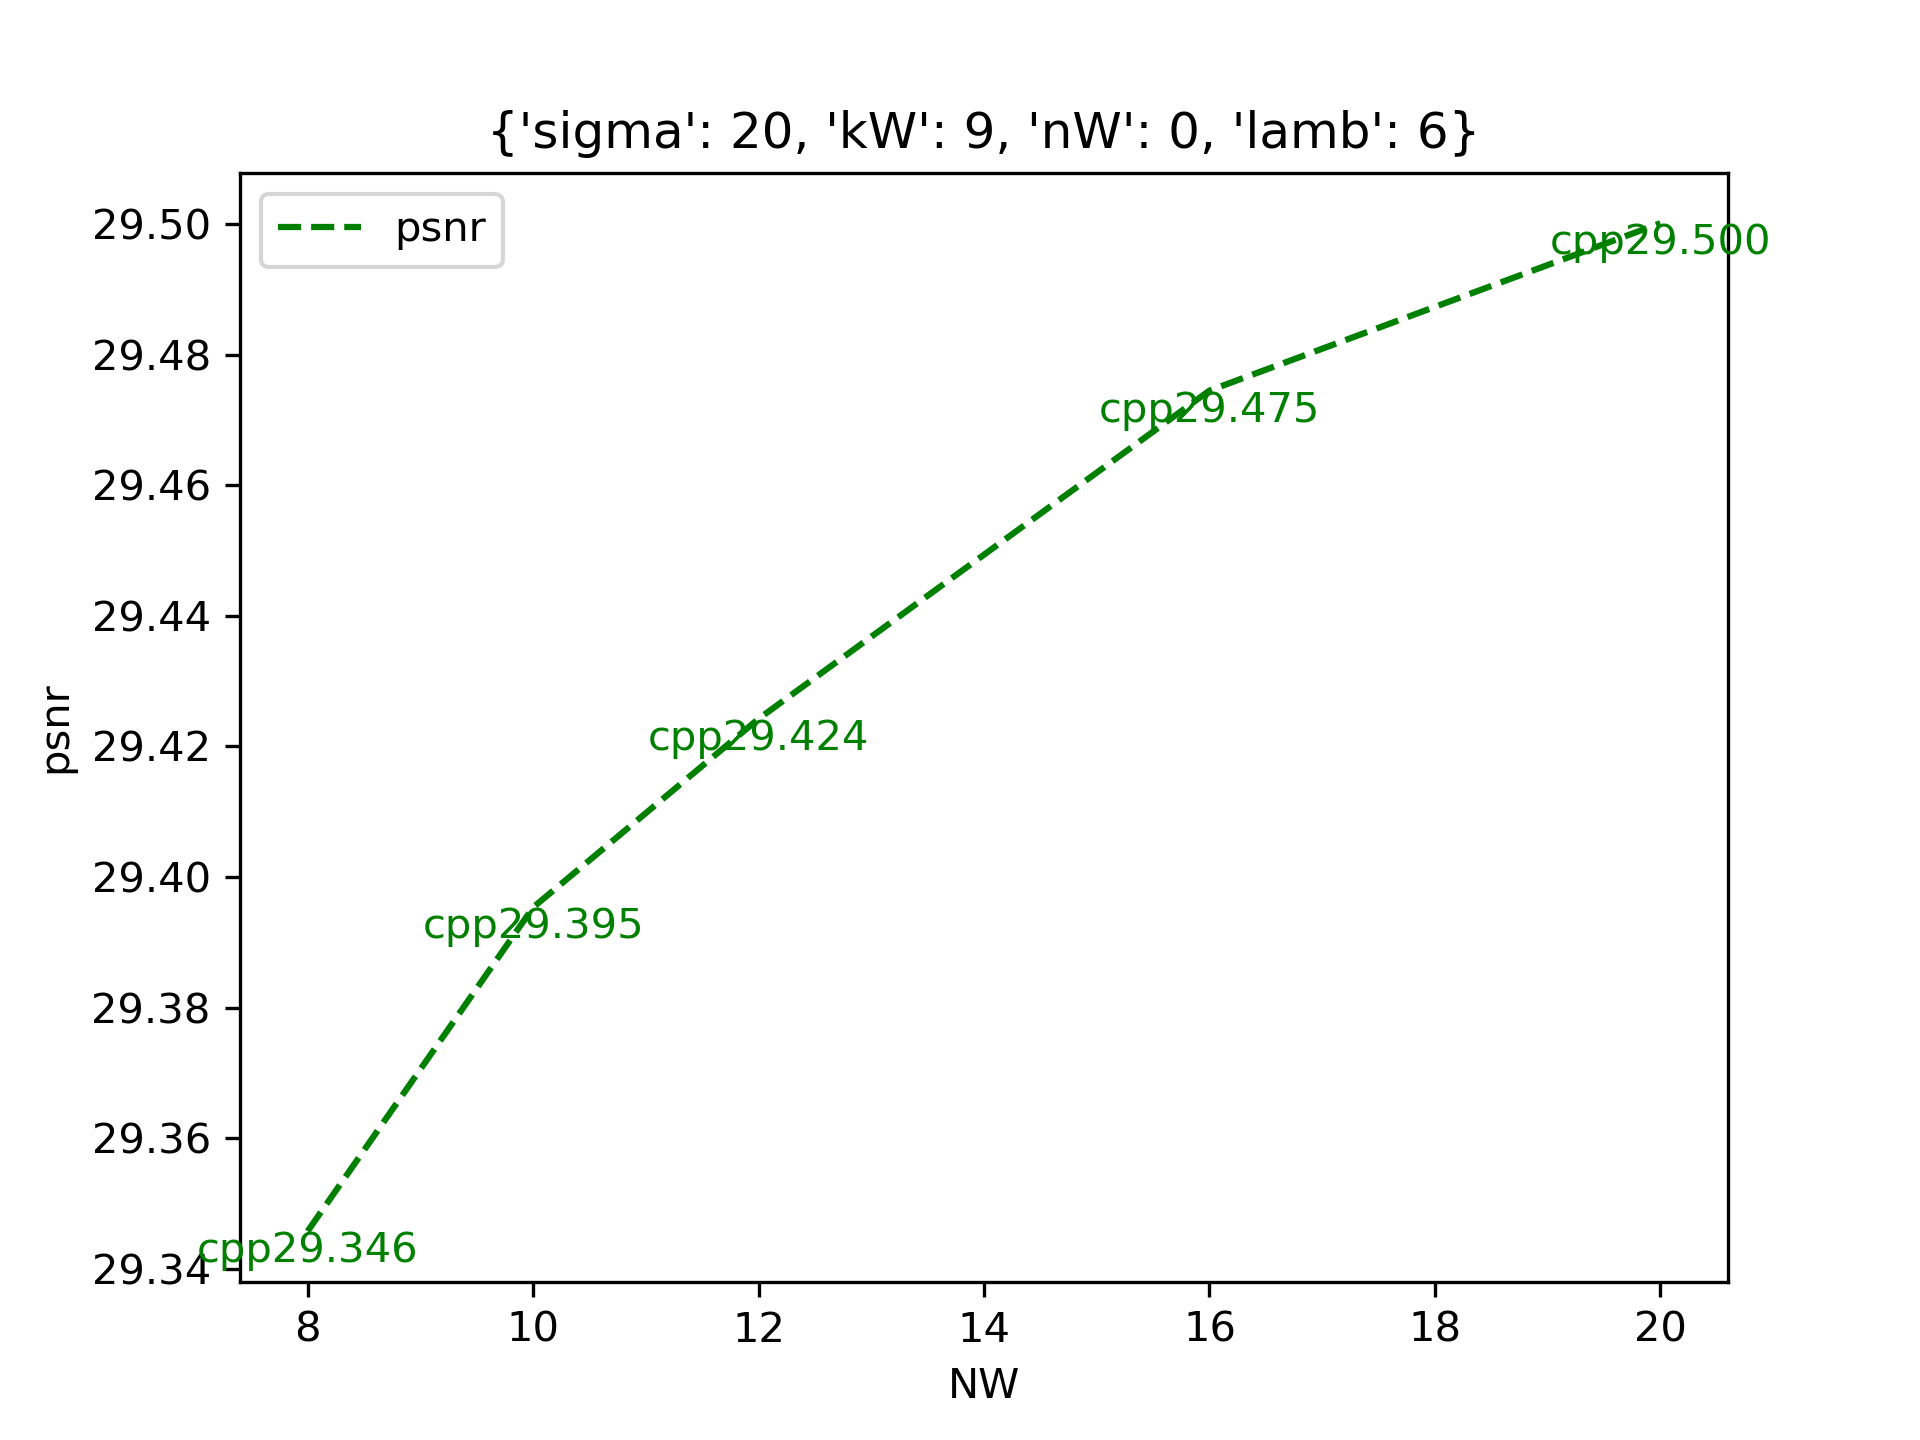 {'sigma': 20, 'kW': 9, 'nW': 0, 'lamb': 6}
psnr
29.50
29.48
29.46
29.44
29.42
29.40
29.38
29.36
29.34
psnr
cpp29.500
cpp29.475
cpp29.424
cpp29.395
cpp29.346
8 10 12 14 16 18 20
NW